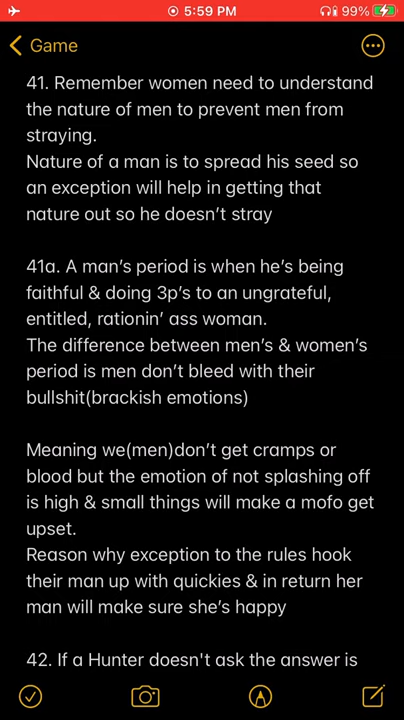 5:59 PM
99%
Game
41. Remember women need to understand
the nature of men to prevent men from
straying.
Nature of a man is to spread his seed so
an exception will help in getting that
nature out so he doesn’t stray
41a. A man’s period is when he’s being
faithful & doing 3p’s to an ungrateful,
entitled, rationin’ ass woman.
The difference between men’s & women’s
period is men don’t bleed with their
bullshit(brackish emotions)
Meaning we(men)don’t get cramps or
blood but the emotion of not splashing off
is high & small things will make a mofo get
upset.
Reason why exception to the rules hook
their man up with quickies & in return her
man will make sure she’s happy
42. If a Hunter doesn't ask the answer is